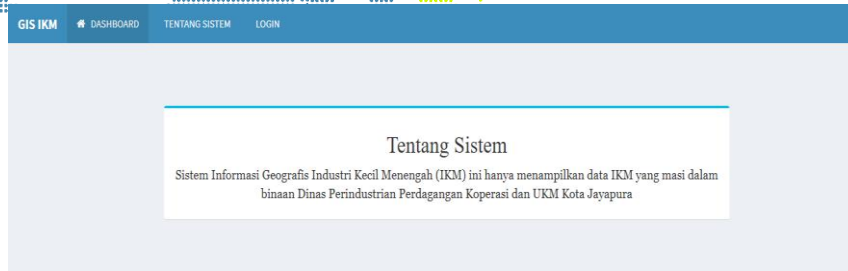 GIS IKM DASHBOARD TENTANG SISTEM LOGIN
Tentang Sistem
Sistem Informasi Geografis Industri Kecil Menengah (IKM) ini hanya menampilkan data IKM yang masi dalam
binaan Dinas Perindustrian Perdagangan Koperasi dan UKM Kota Jayapura